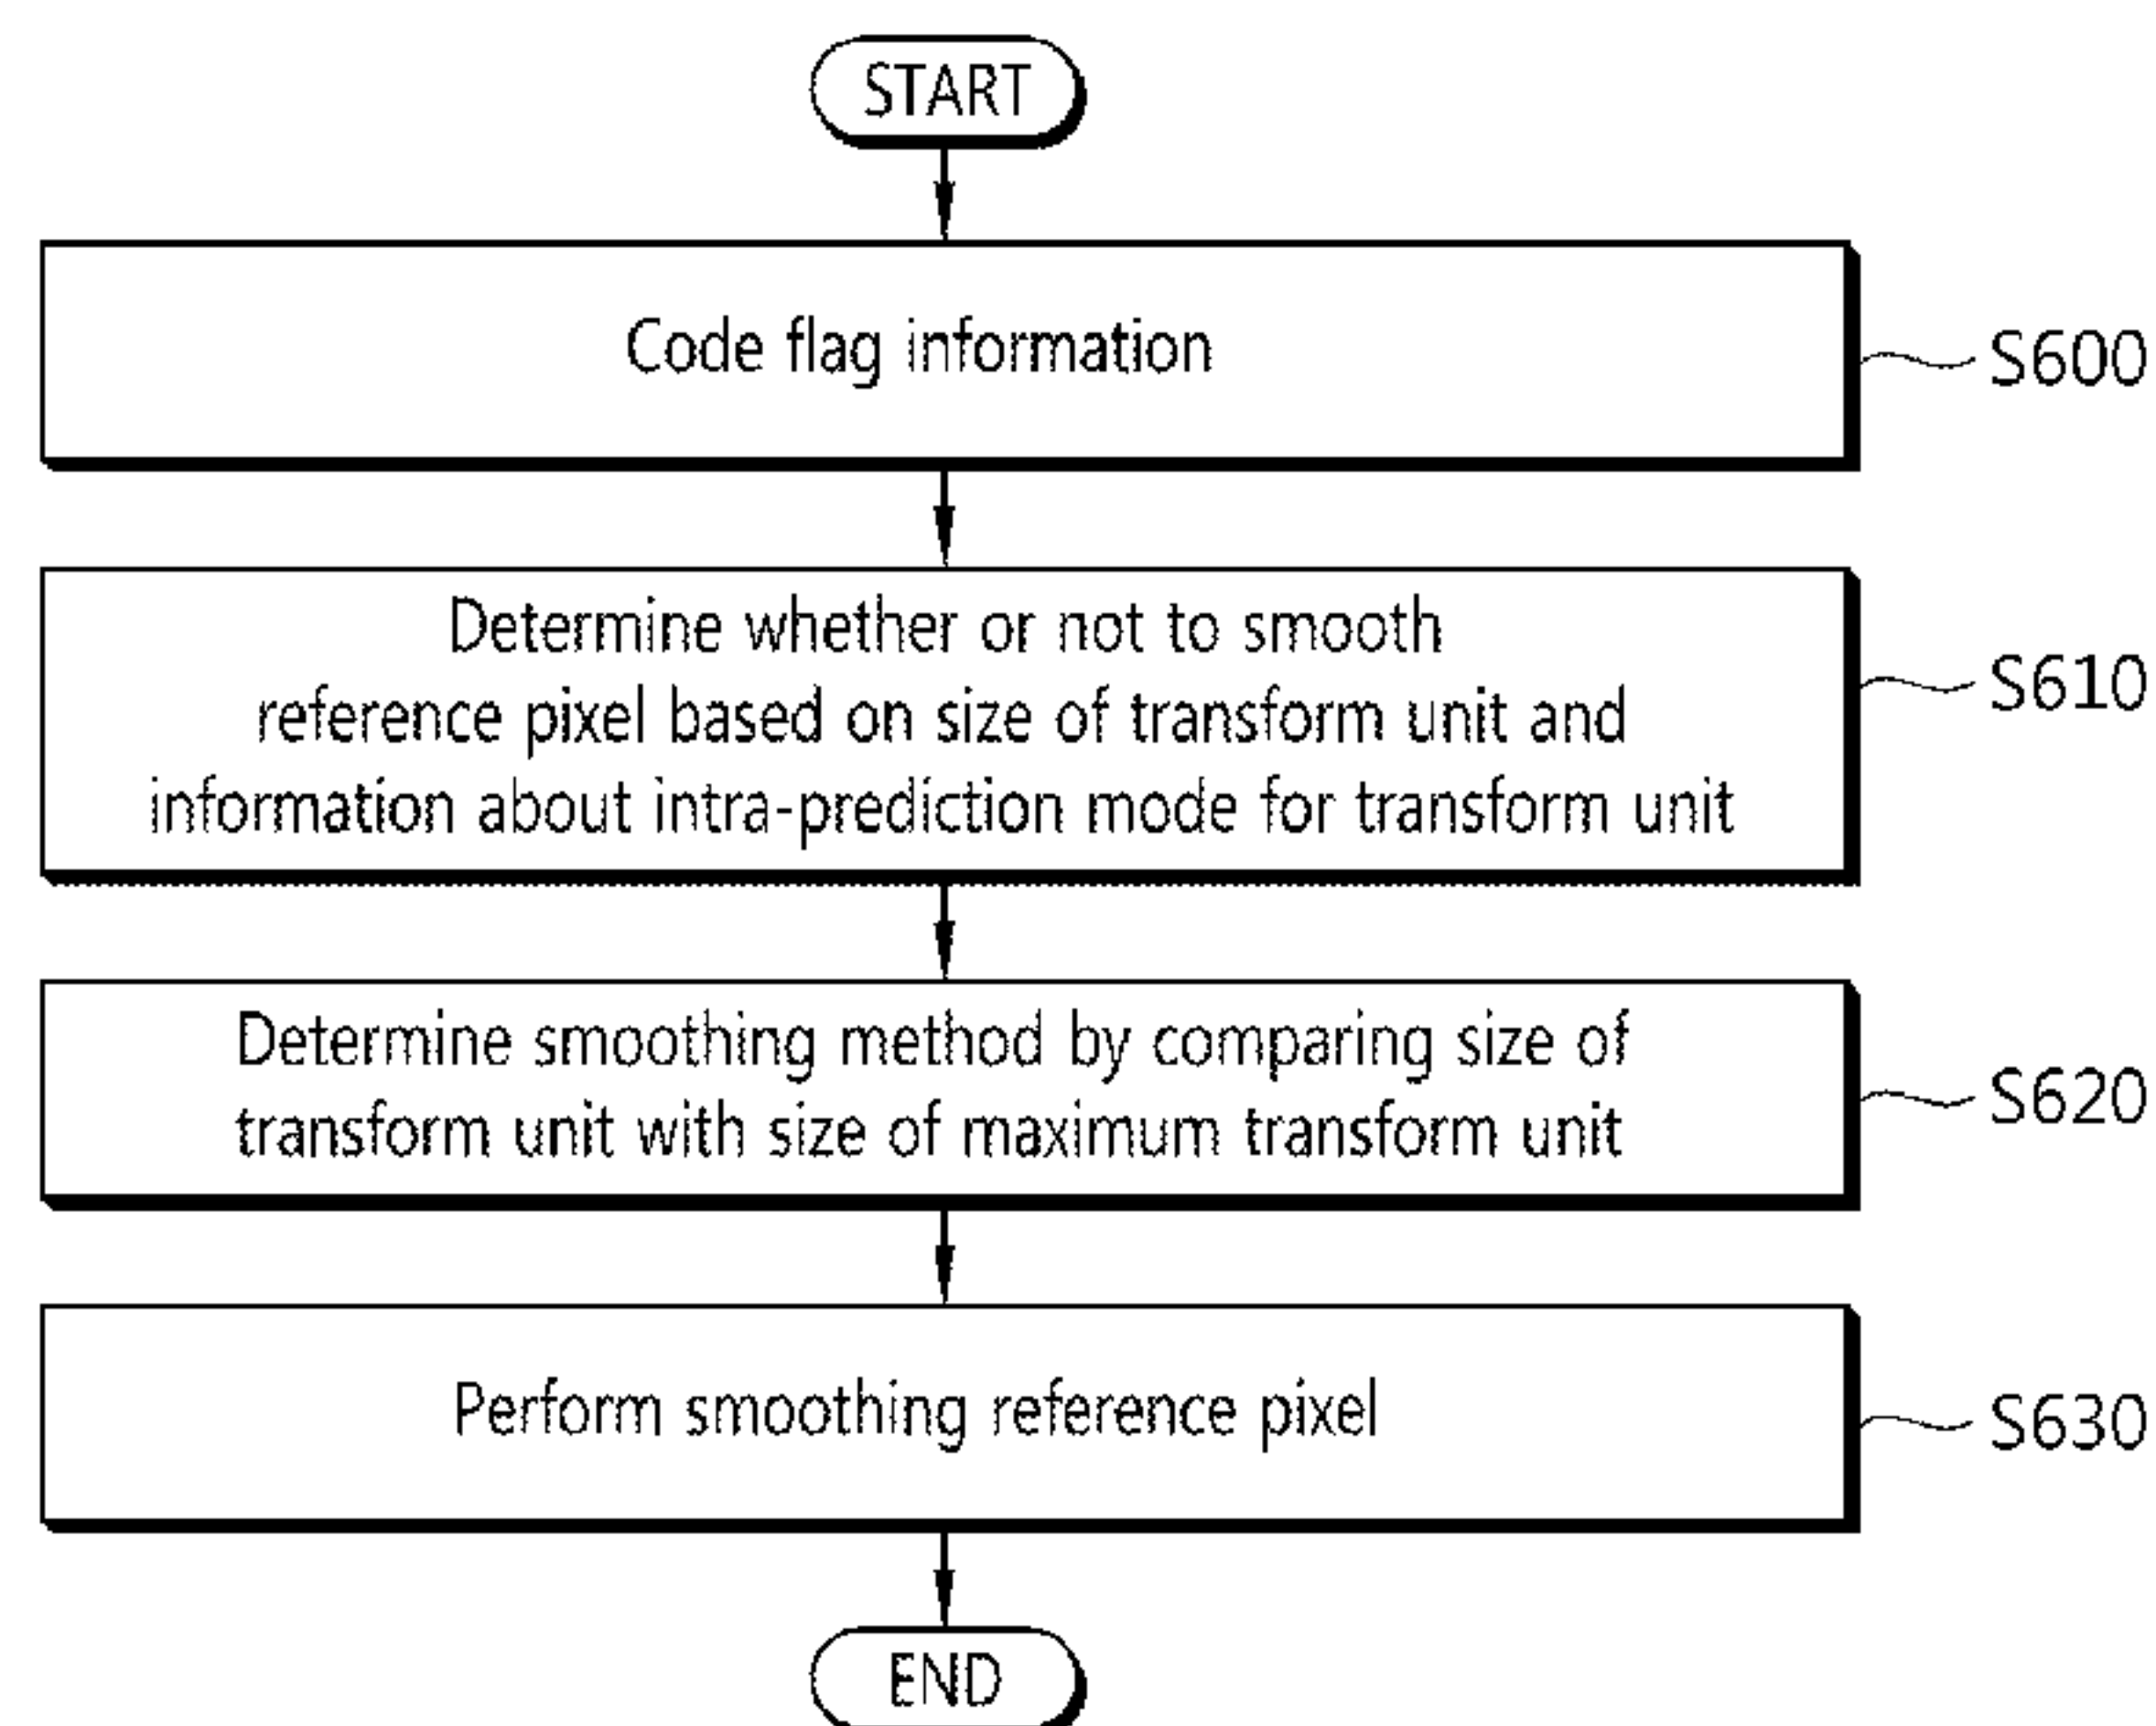 START
Code flag information
S600
Determine whether or not to smooth
reference pixel based on size of transform unit and
information about intra-prediction mode for transform unit
S610
Determine smoothing method by comparing size of
transform unit with size of maximum transform unit
S620
Perform smoothing reference pixel
S630
END